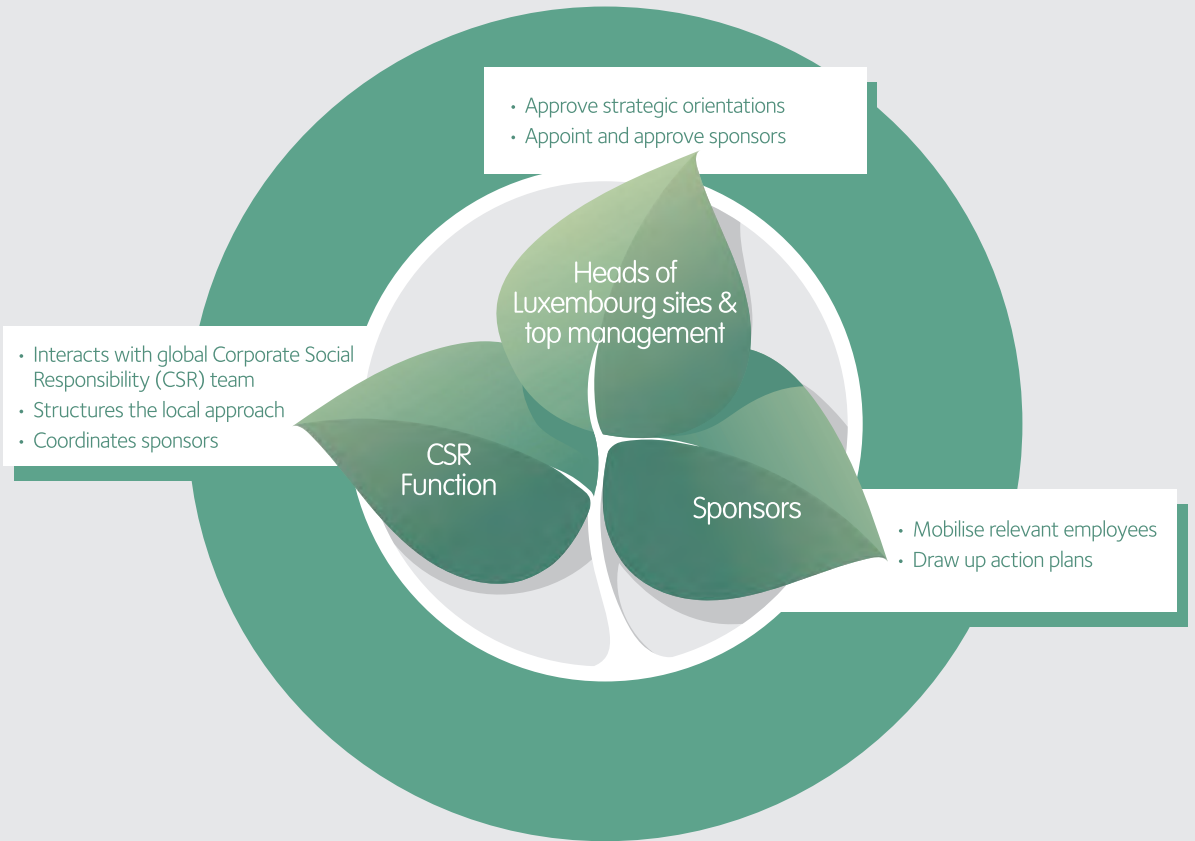 • Approve strategic orientations
• Appoint and approve sponsors
Heads of
Luxembourg sites &
top management
• Interacts with global Corporate Social
Responsibility (CSR) team
• Structures the local approach
• Coordinates sponsors
CSR
Function
Sponsors
• Mobilise relevant employees
• Draw up action plans